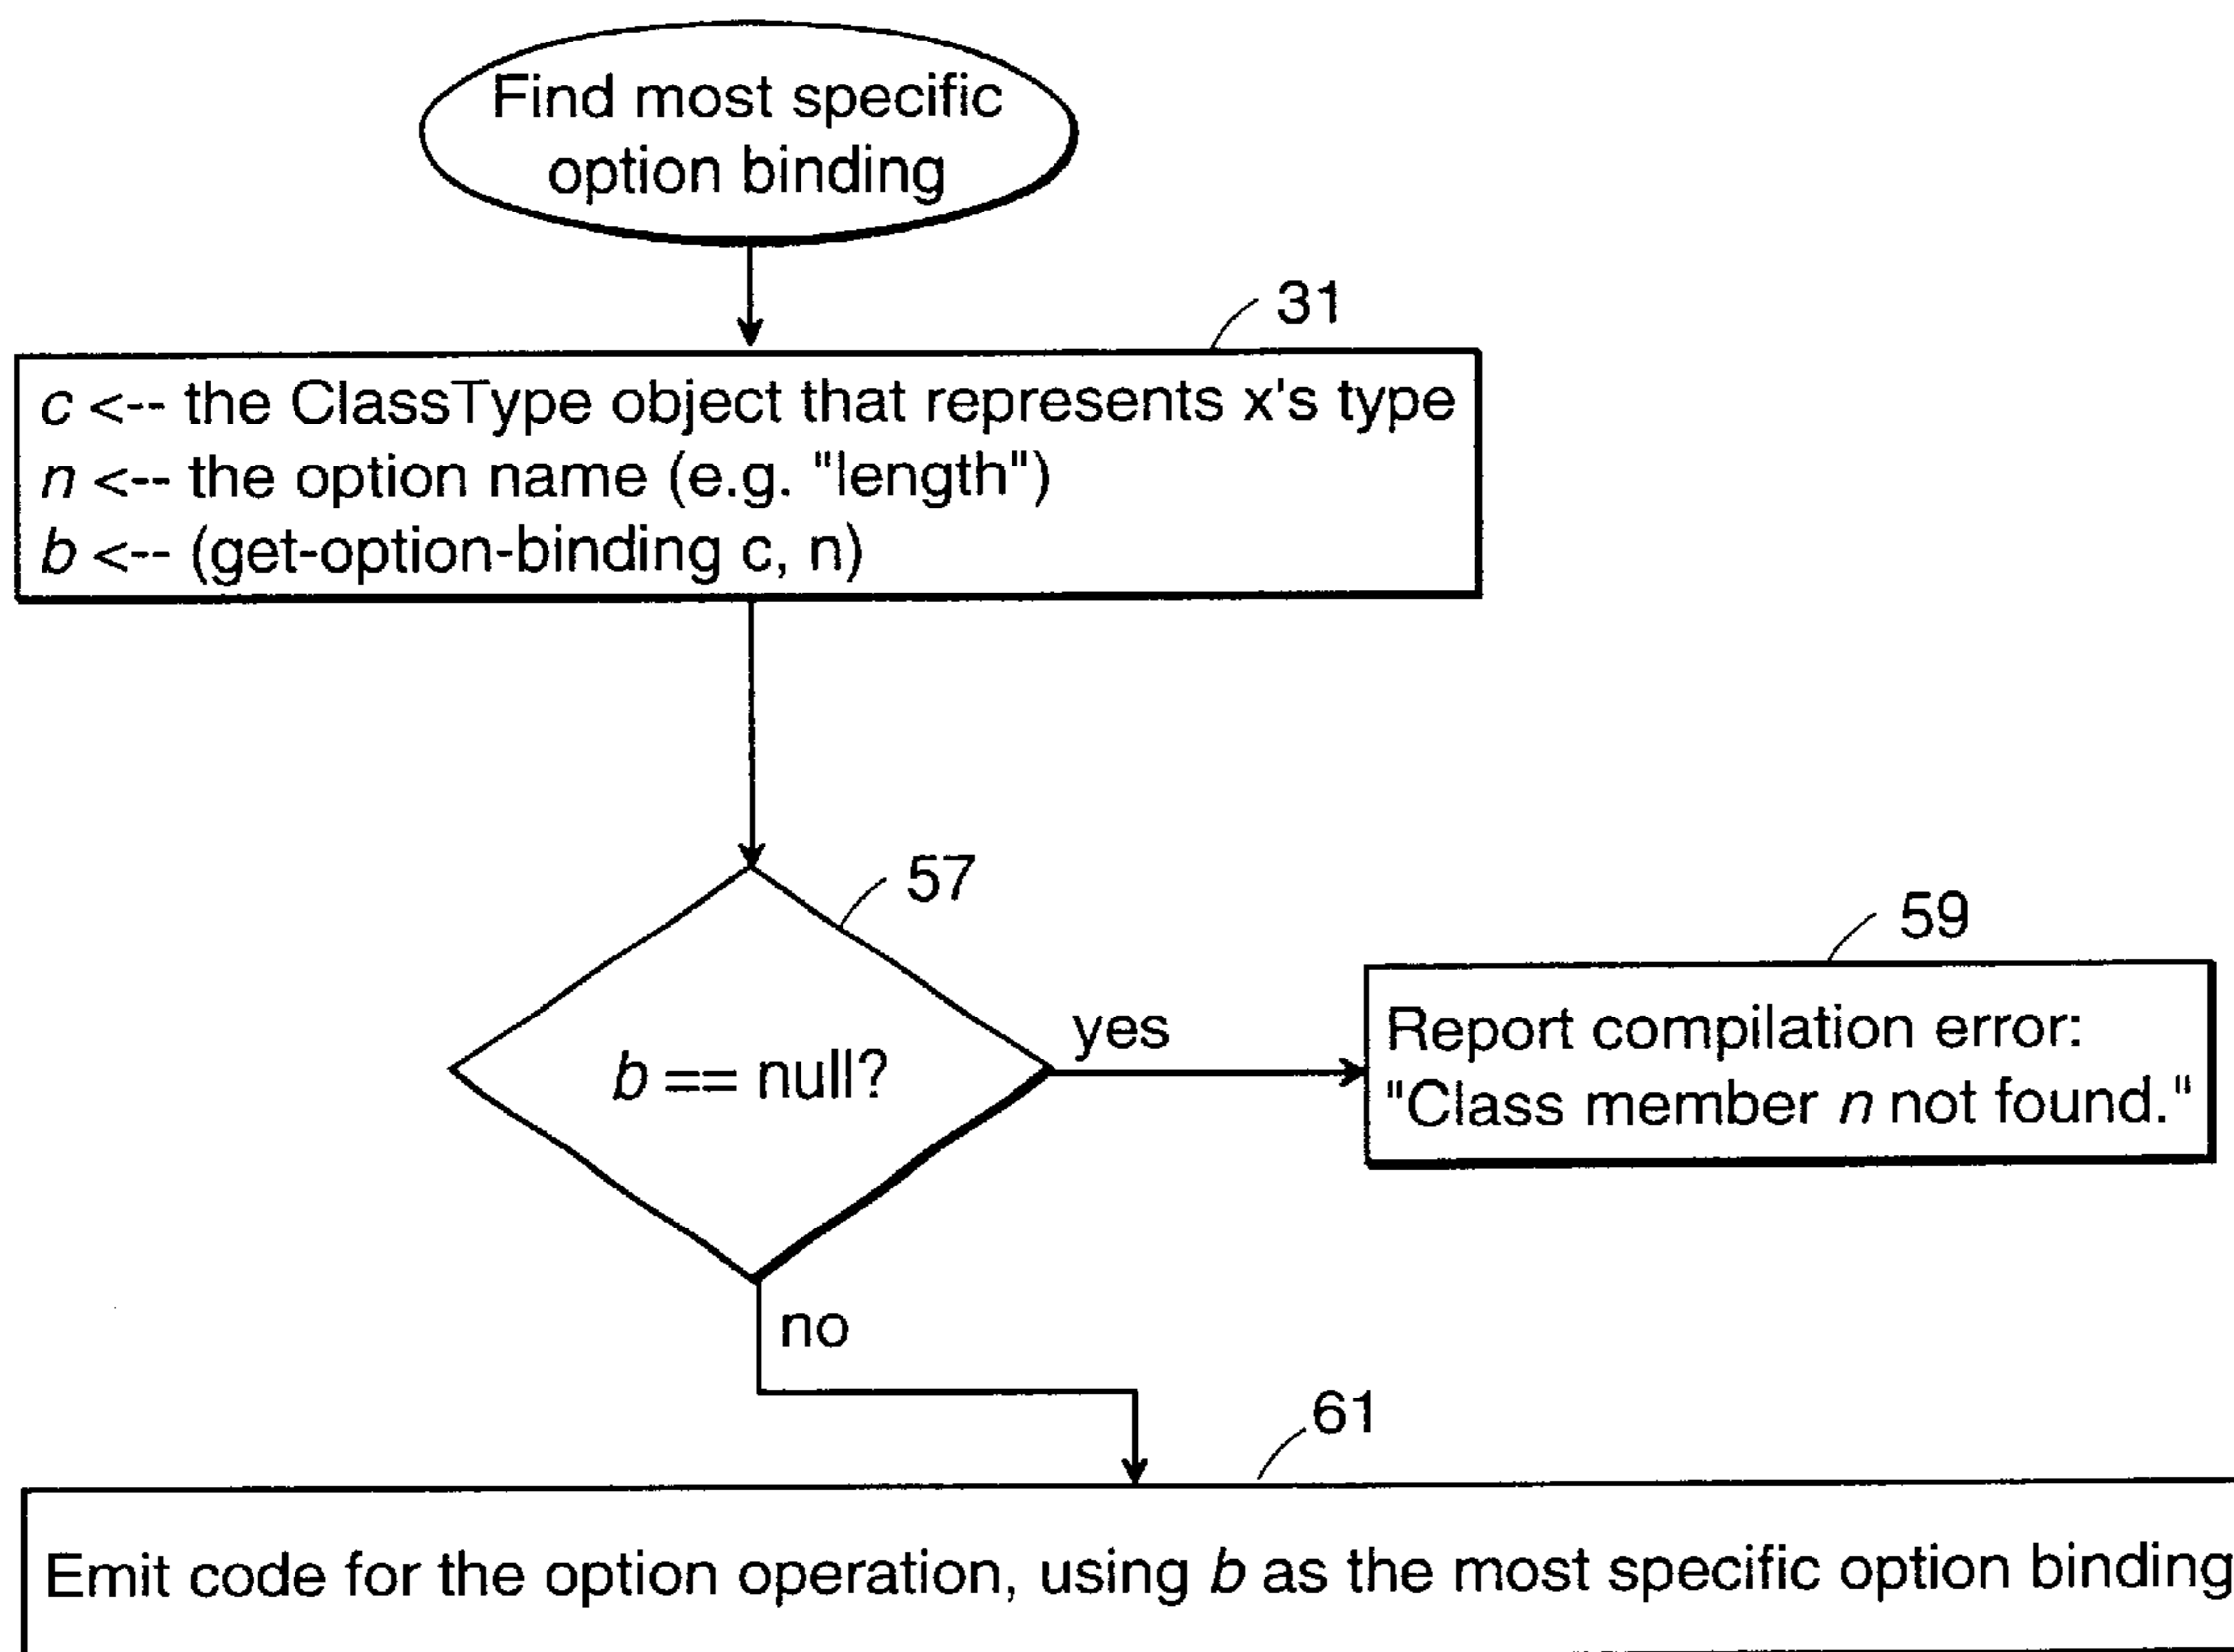 Find most specific
option binding
31
c <-- the ClassType object that represents x's type
n <-- the option name (e.g. "length")
b <-- (get-option-binding c, n)
57
59
b == null?
yes
Report compilation error:
"Class member n not found."
no
61
Emit code for the option operation, using b as the most specific option binding